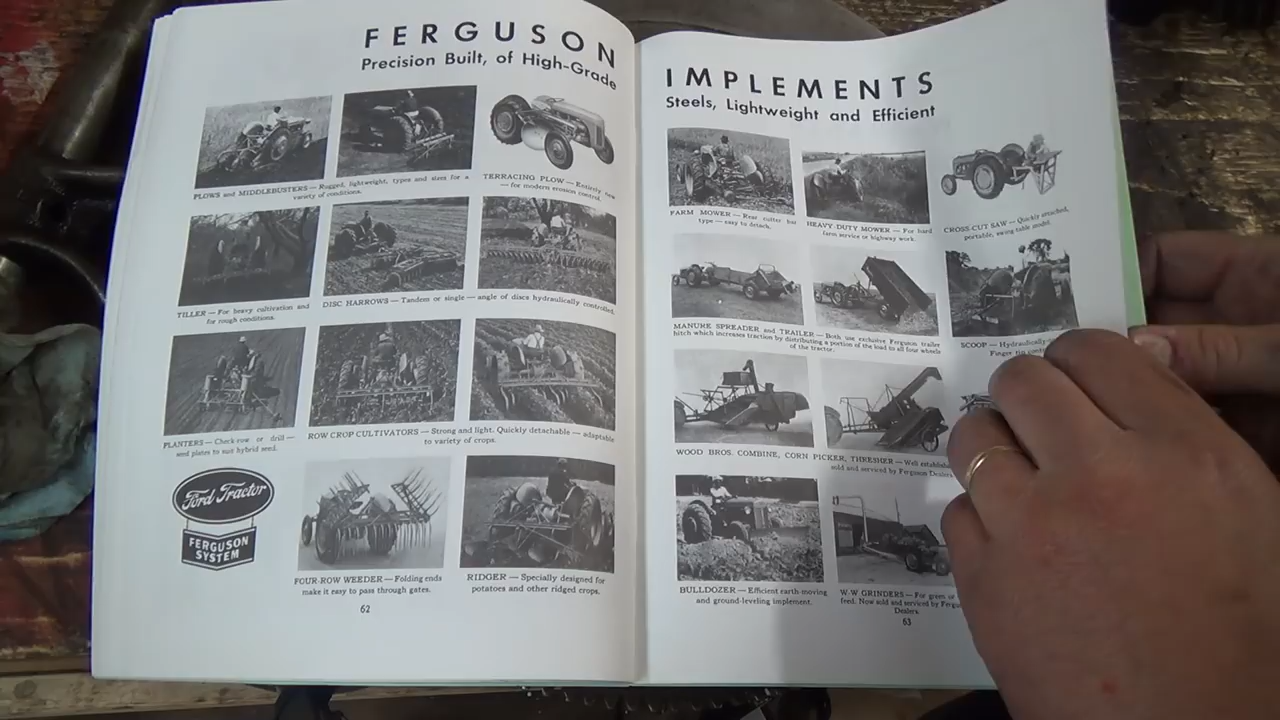 FERGUSON
Precision Built, of High-Grade
PLOWS and MIDDLEBUSTERS — Rugged, lightweight, types and sizes for a
variety of conditions.
TERRACING PLOW — Entirely new
— for modern erosion control.
TILLER — For heavy cultivation and
for rough conditions.
DISC HARROWS — Tandem or single — angle of discs hydraulically controlled.
PLANTERS — Check-row or drill —
seed plates to suit hybrid seed.
ROW CROP CULTIVATORS — Strong and light. Quickly detachable — adaptable
to variety of crops.
Ford Tractor
FERGUSON
SYSTEM
FOUR-ROW WEEDER — Folding ends
make it easy to pass through gates.
RIDGER — Specially designed for
potatoes and other ridged crops.
62
IMPLEMENTS
Steels, Lightweight and Efficient
FARM MOWER — Rear cutter bar
type — easy to detach.
HEAVY-DUTY MOWER — For hard
farm service or highway work.
CROSS-CUT SAW — Quickly attached,
portable, swing table model.
MANURE SPREADER and TRAILER — Both use exclusive Ferguson trailer
hitch which increases traction by distributing a portion of the load to all four wheels
of the tractor.
SCOOP — Hydraulically
Finger tip
WOOD BROS. COMBINE, CORN PICKER, THRESHER — Well
sold and serviced by Ferguson Dealers.
BULLDOZER — Efficient earth-moving
and ground-leveling implement.
W-W GRINDERS — For green or
feed. Now sold and serviced by
Dealers.
63